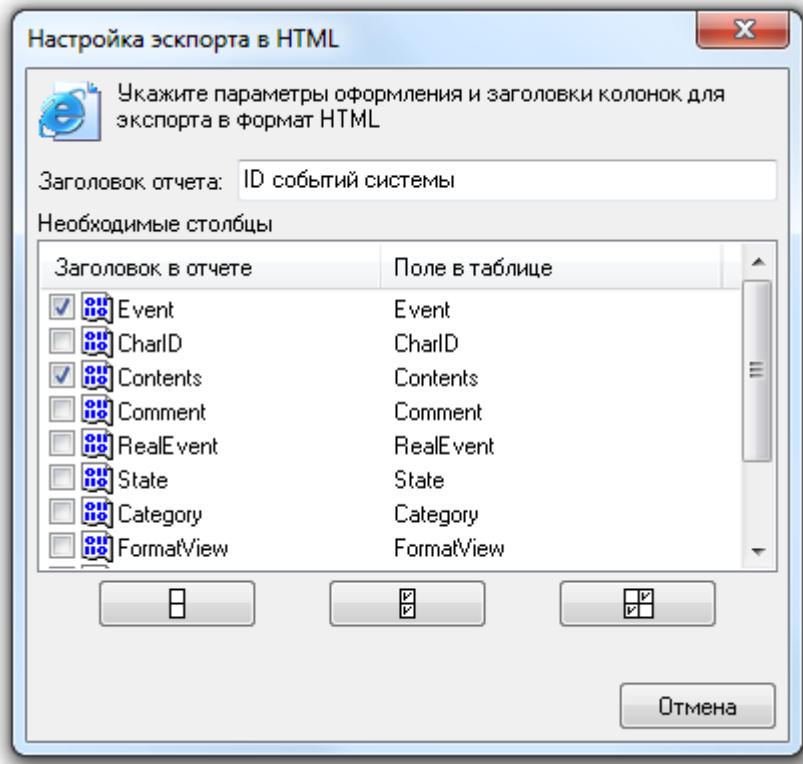 Настройка эскпорта в HTML
Укажите параметры оформления и заголовки колонок для
экспорта в формат HTML
Заголовок отчета: ID событий системы
Необходимые столбцы
Заголовок в отчете Поле в таблице
Event Event
CharID CharID
Contents Contents
Comment Comment
RealEvent RealEvent
State State
Category Category
FormatView FormatView
Отмена